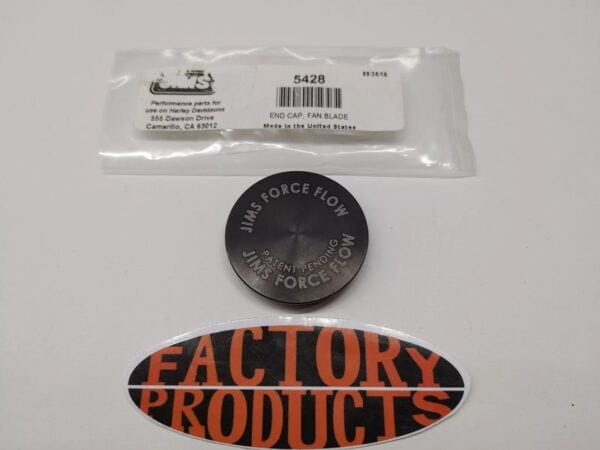 JIMS
Performance parts for
use on Harley Davidsons
555 Dawson Drive
Camarillo, CA 93012
5428
END CAP, FAN BLADE
Made in the United States
JIMS FORCE FLOW
PATENT PENDING
JIMS FORCE FLOW
FACTORY
PRODUCTS